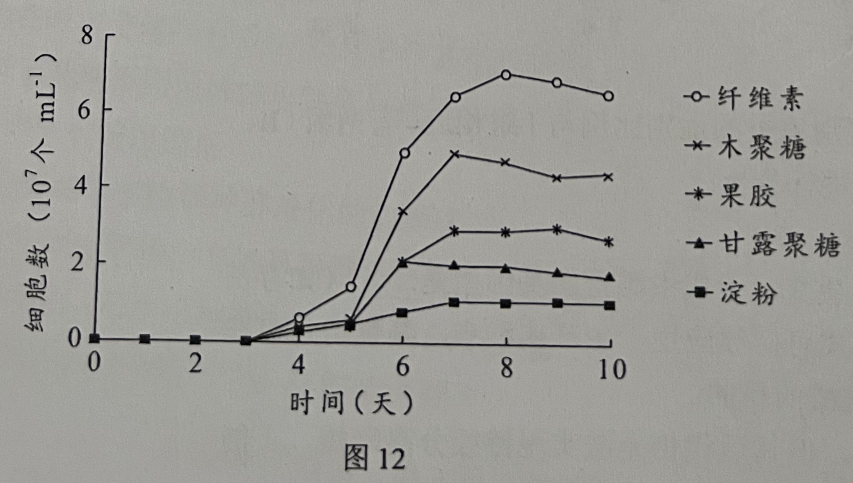 8
6
4
2
0
细胞数（10⁷个 mL⁻¹）
0 2 4 6 8 10
时间（天）
纤维素
木聚糖
果胶
甘露聚糖
淀粉
图 12